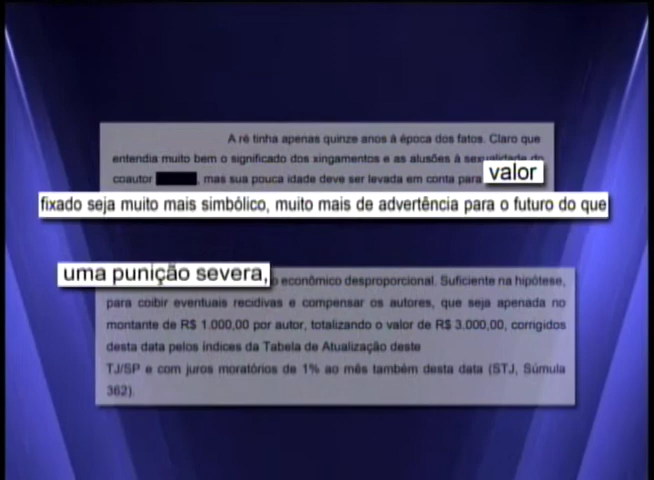 A ré tinha apenas quinze anos à época dos fatos. Claro que
entendia muito bem o significado dos xingamentos e as alusões à sexualidade do
coautor , mas sua pouca idade deve ser levada em conta para valor
fixado seja muito mais simbólico, muito mais de advertência para o futuro do que
uma punição severa, o econômico desproporcional. Suficiente na hipótese,
para coibir eventuais recidivas e compensar os autores, que seja apenada no
montante de R$ 1.000,00 por autor, totalizando o valor de R$ 3.000,00, corrigidos
desta data pelos índices da Tabela de Atualização deste
TJ/SP e com juros moratórios de 1% ao mês também desta data (STJ, Súmula
362).